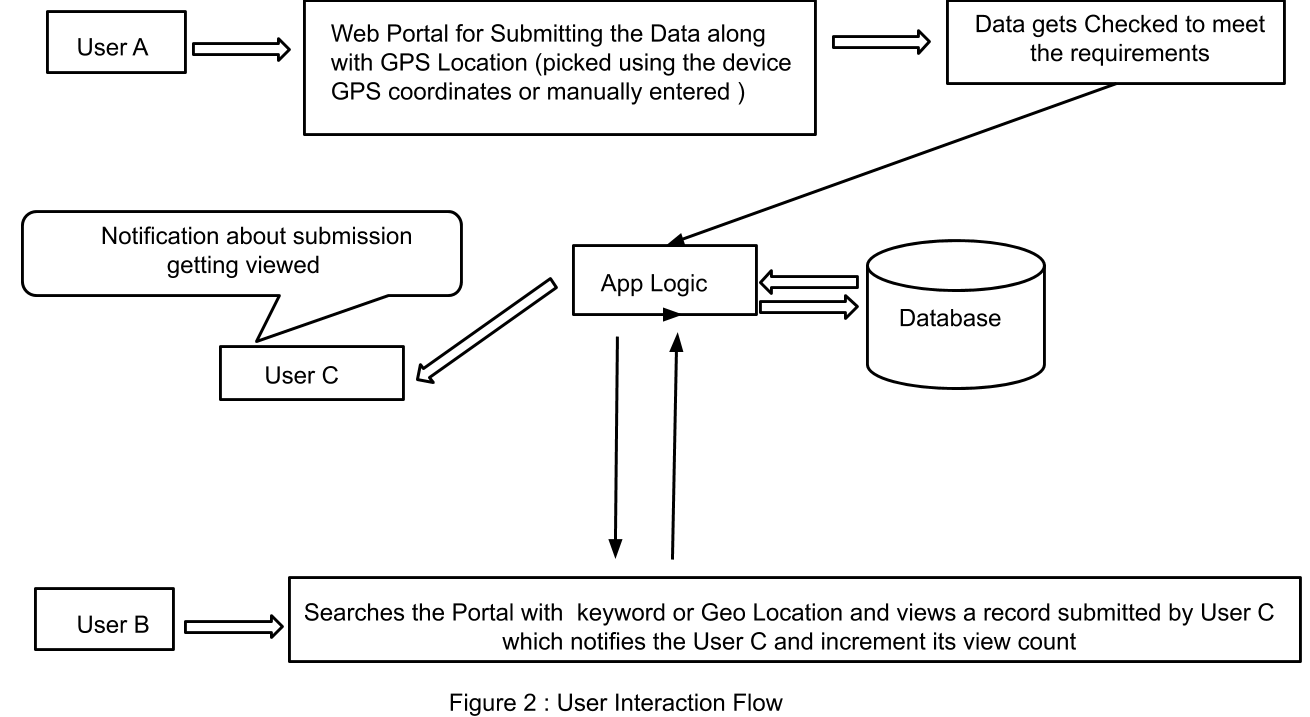 User A
Web Portal for Submitting the Data along
with GPS Location (picked using the device
GPS coordinates or manually entered )
Data gets Checked to meet
the requirements
Notification about submission
getting viewed
App Logic
Database
User C
User B
Searches the Portal with  keyword or Geo Location and views a record submitted by User C
which notifies the User C and increment its view count
Figure 2 : User Interaction Flow